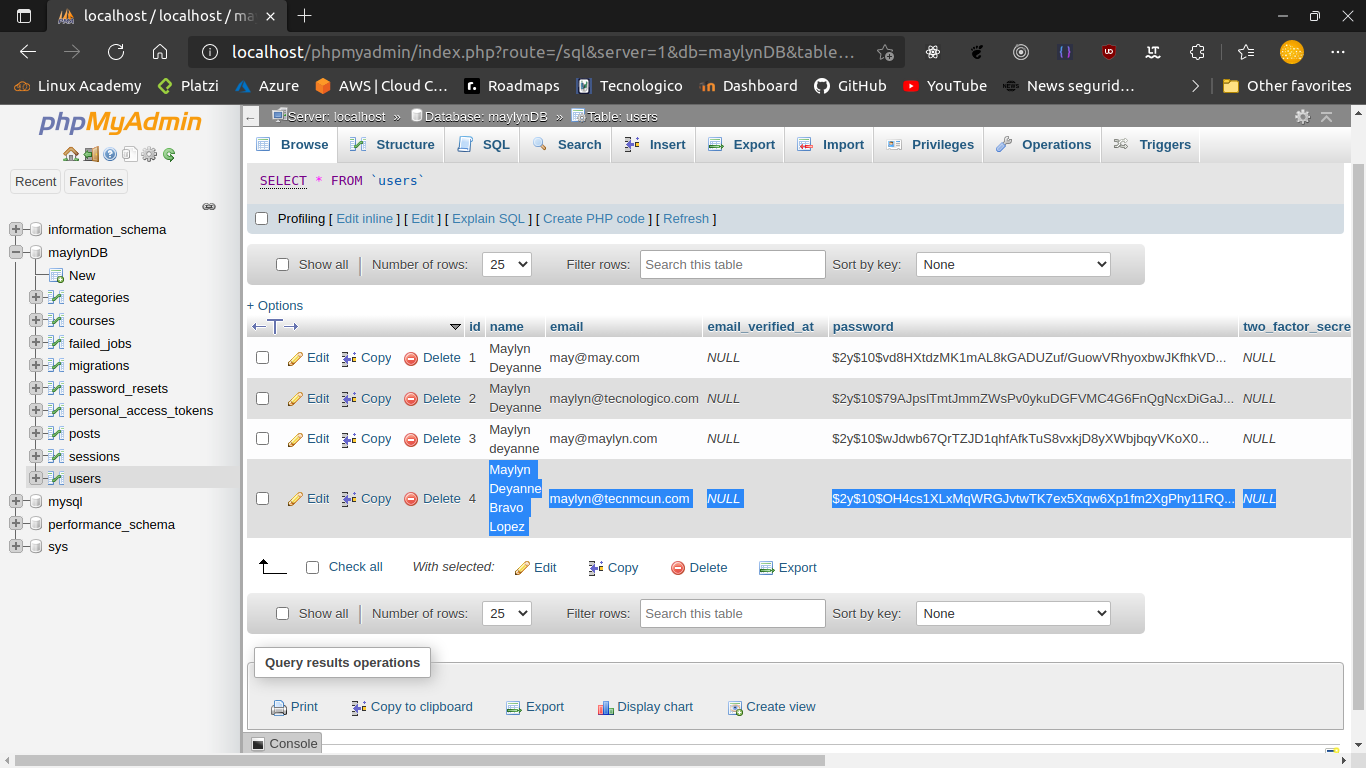 localhost / localhost / ma
localhost/phpmyadmin/index.php?route=/sql&server=1&db=maylynDB&table…
Linux Academy Platzi Azure AWS | Cloud C… Roadmaps Tecnologico Dashboard GitHub YouTube News segurid… Other favorites
phpMyAdmin
Recent Favorites
information_schema
maylynDB
New
categories
courses
failed_jobs
migrations
password_resets
personal_access_tokens
posts
sessions
users
mysql
performance_schema
sys
Server: localhost » Database: maylynDB » Table: users
Browse Structure SQL Search Insert Export Import Privileges Operations Triggers
SELECT * FROM `users`
Profiling [ Edit inline ] [ Edit ] [ Explain SQL ] [ Create PHP code ] [ Refresh ]
Show all Number of rows: 25 Filter rows: Search this table Sort by key: None
+ Options
id name email email_verified_at password two_factor_secre
Edit Copy Delete 1 Maylyn Deyanne may@may.com NULL $2y$10$vd8HXtdzMK1mAL8kGADUZuf/GuowVRhyoxbwJKfhkVD... NULL
Edit Copy Delete 2 Maylyn Deyanne maylyn@tecnologico.com NULL $2y$10$79AJpslTmtJmmZWsPv0ykuDGFVMC4G6FnQgNcxDiGaJ... NULL
Edit Copy Delete 3 Maylyn deyanne may@maylyn.com NULL $2y$10$wJdwb67QrTZJD1qhfAfkTuS8vxkjD8yXWbjbqyVKoX0... NULL
Edit Copy Delete 4 Maylyn Deyanne Bravo Lopez maylyn@tecnmcun.com NULL $2y$10$OH4cs1XLxMqWRGJvtwTK7ex5Xqw6Xp1fm2XgPhy11RQ... NULL
Check all With selected: Edit Copy Delete Export
Show all Number of rows: 25 Filter rows: Search this table Sort by key: None
Query results operations
Print Copy to clipboard Export Display chart Create view
Console